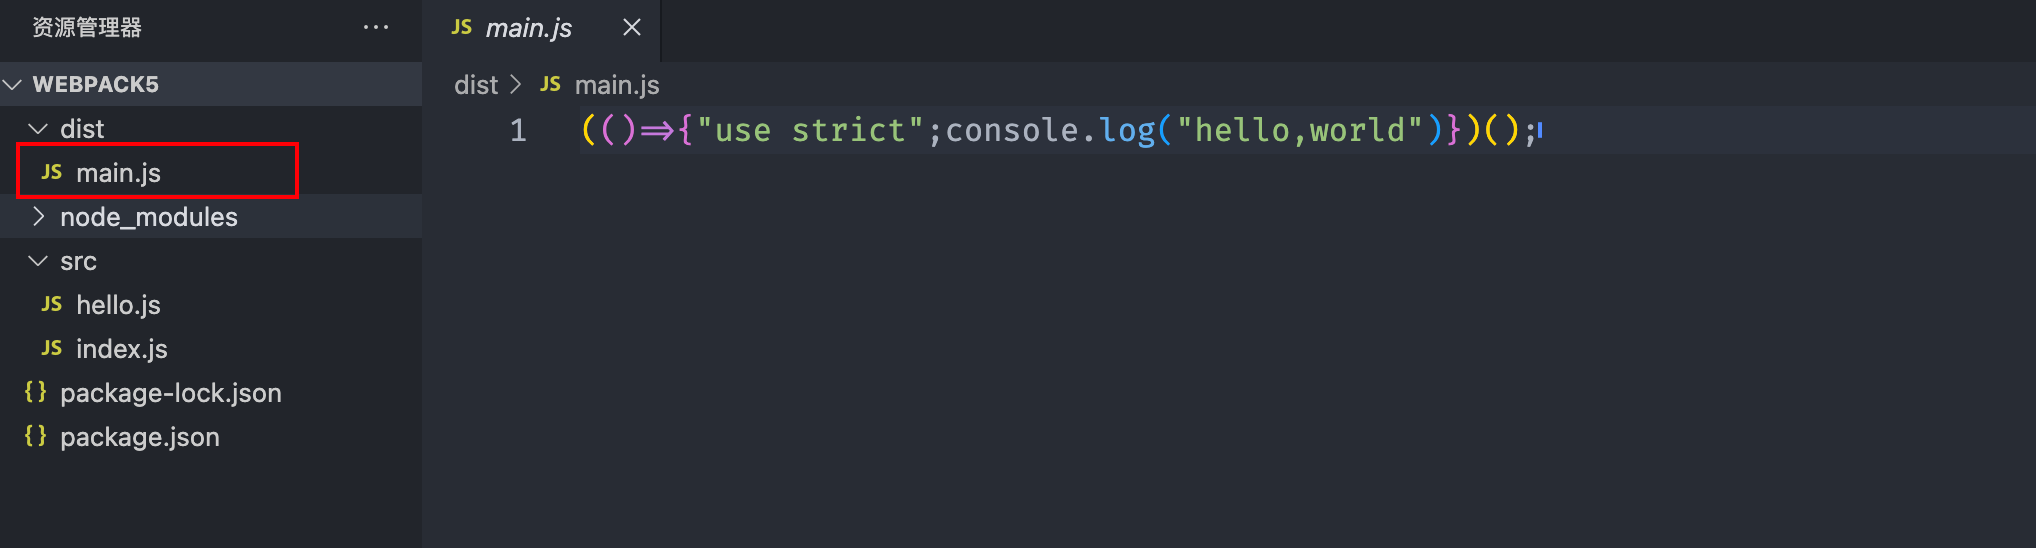 资源管理器 ···
WEBPACK5
dist
JS main.js
node_modules
src
JS hello.js
JS index.js
{} package-lock.json
{} package.json
JS main.js
dist > JS main.js
1 (()=>{"use strict";console.log("hello,world")})();